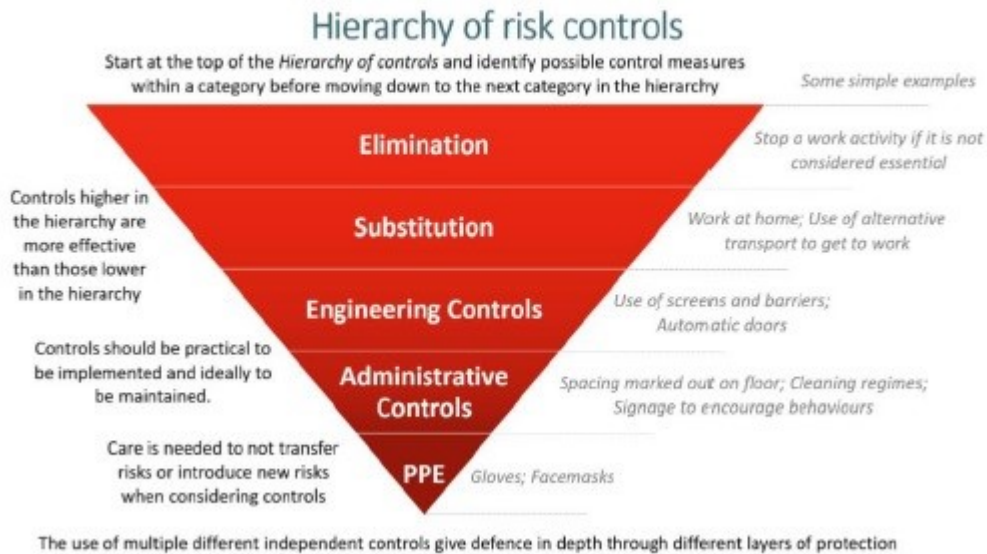 Hierarchy of risk controls
Start at the top of the Hierarchy of controls and identify possible control measures
within a category before moving down to the next category in the hierarchy
Some simple examples
Elimination
Stop a work activity if it is not
considered essential
Controls higher in
the hierarchy are
more effective
than those lower
in the hierarchy
Substitution
Work at home; Use of alternative
transport to get to work
Engineering Controls
Use of screens and barriers;
Automatic doors
Controls should be practical to
be implemented and ideally to
be maintained.
Administrative
Controls
Spacing marked out on floor; Cleaning regimes;
Signage to encourage behaviours
Care is needed to not transfer
risks or introduce new risks
when considering controls
PPE
Gloves; Facemasks
The use of multiple different independent controls give defence in depth through different layers of protection